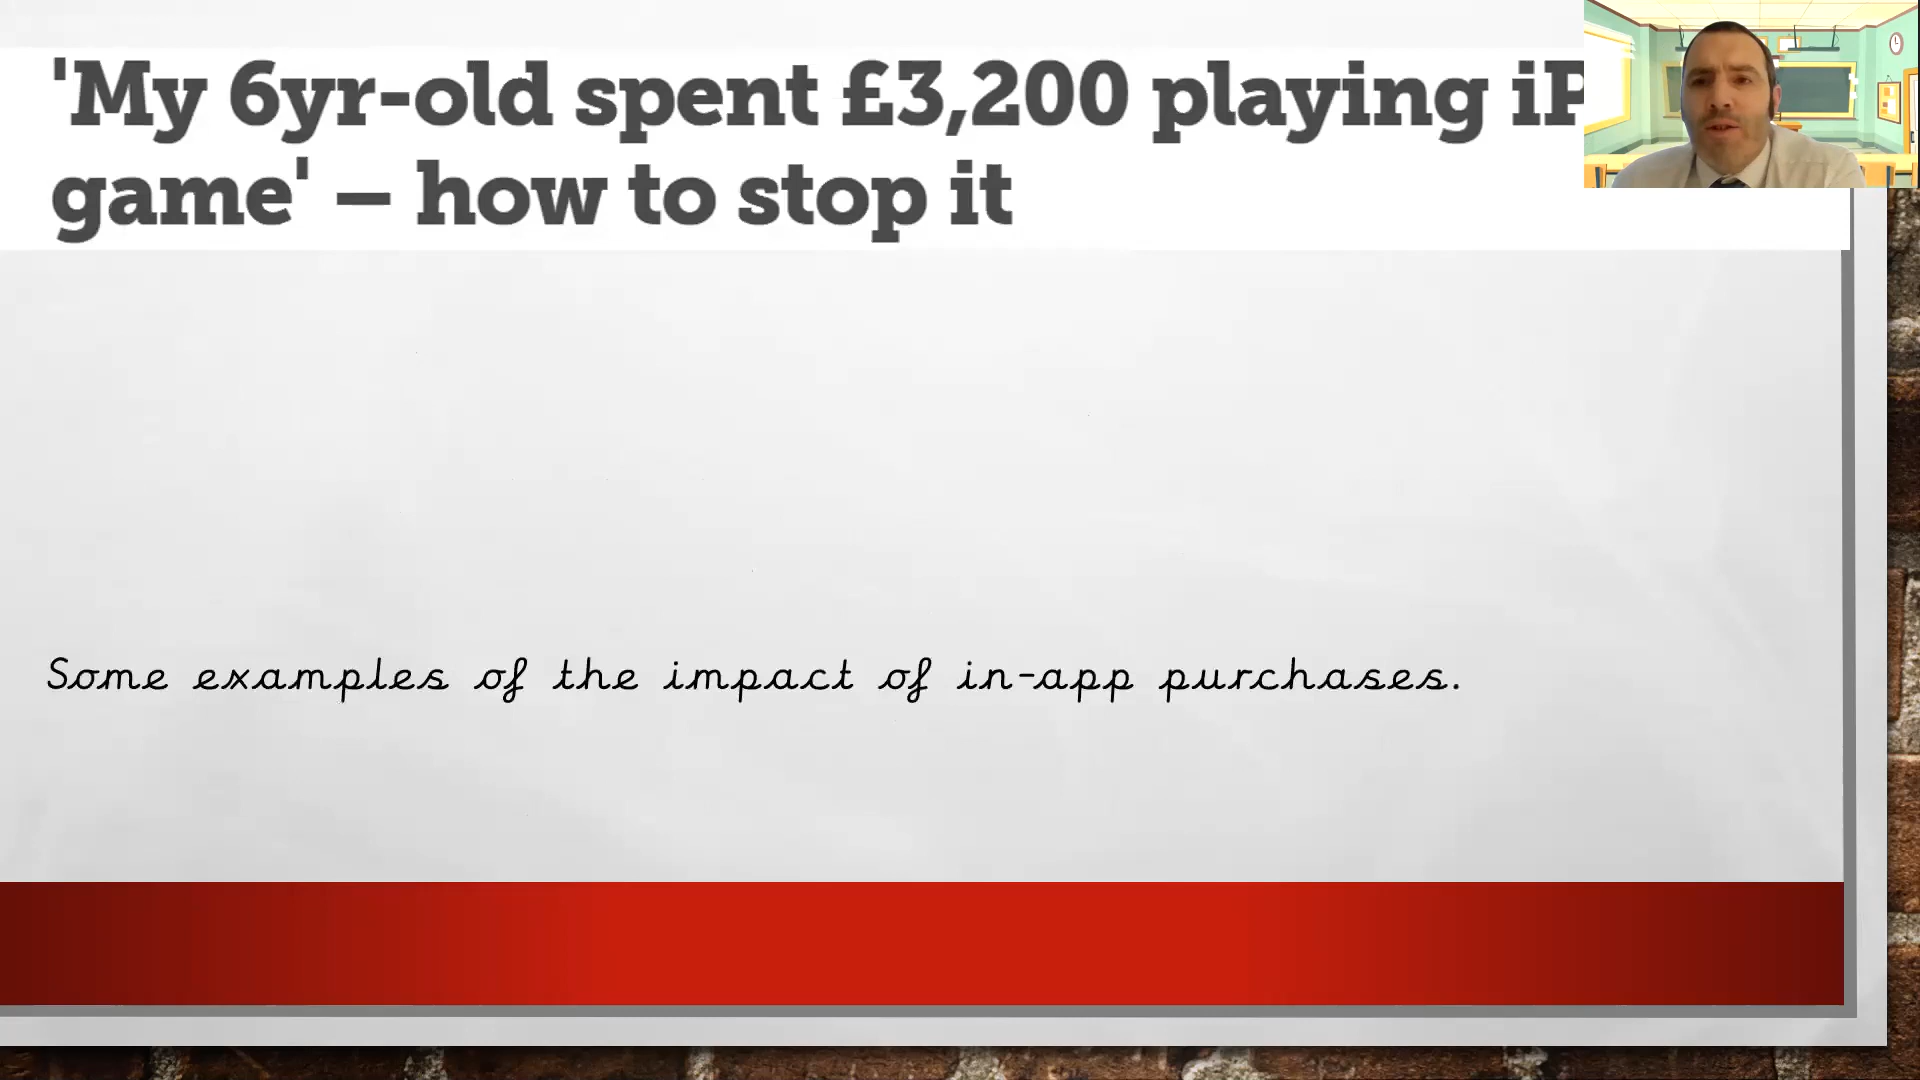 'My 6yr-old spent £3,200 playing iP
game' – how to stop it
Some examples of the impact of in-app purchases.